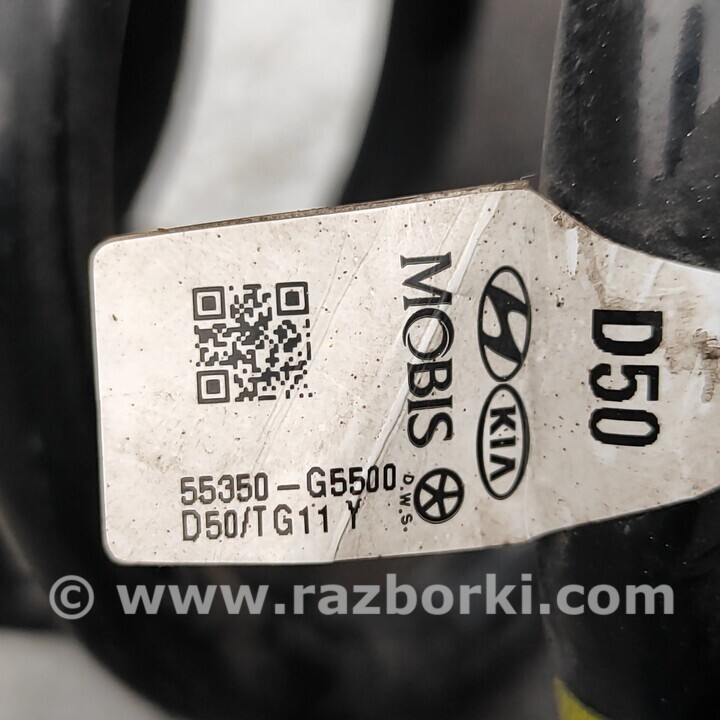 MOBIS
KIA
D50
55350-G5500
D50/TG11 Y
D.W.S.
© www.razborki.com